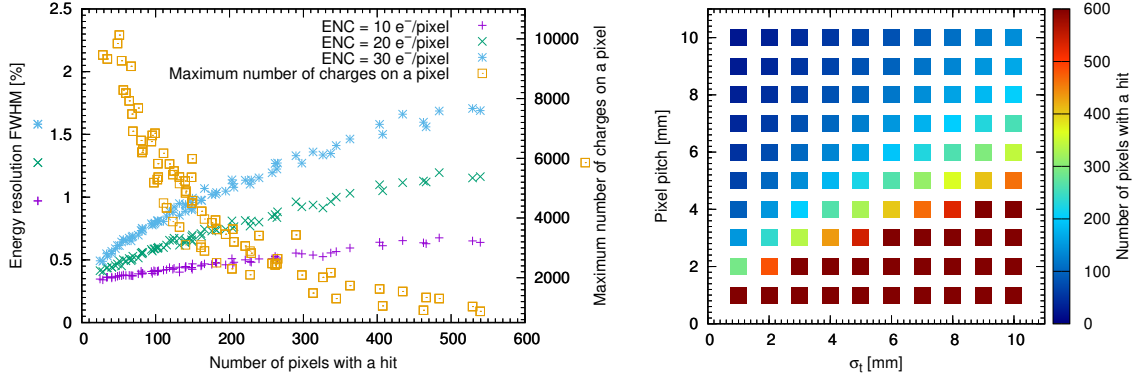 ENC = 10 e⁻/pixel
ENC = 20 e⁻/pixel
ENC = 30 e⁻/pixel
Maximum number of charges on a pixel
Energy resolution FWHM [%]
0
0.5
1
1.5
2
2.5
0 100 200 300 400 500 600
Number of pixels with a hit
2000
4000
6000
8000
10000
Maximum number of charges on a pixel
Pixel pitch [mm]
0
2
4
6
8
10
0 2 4 6 8 10
σt [mm]
0
100
200
300
400
500
600
Number of pixels with a hit